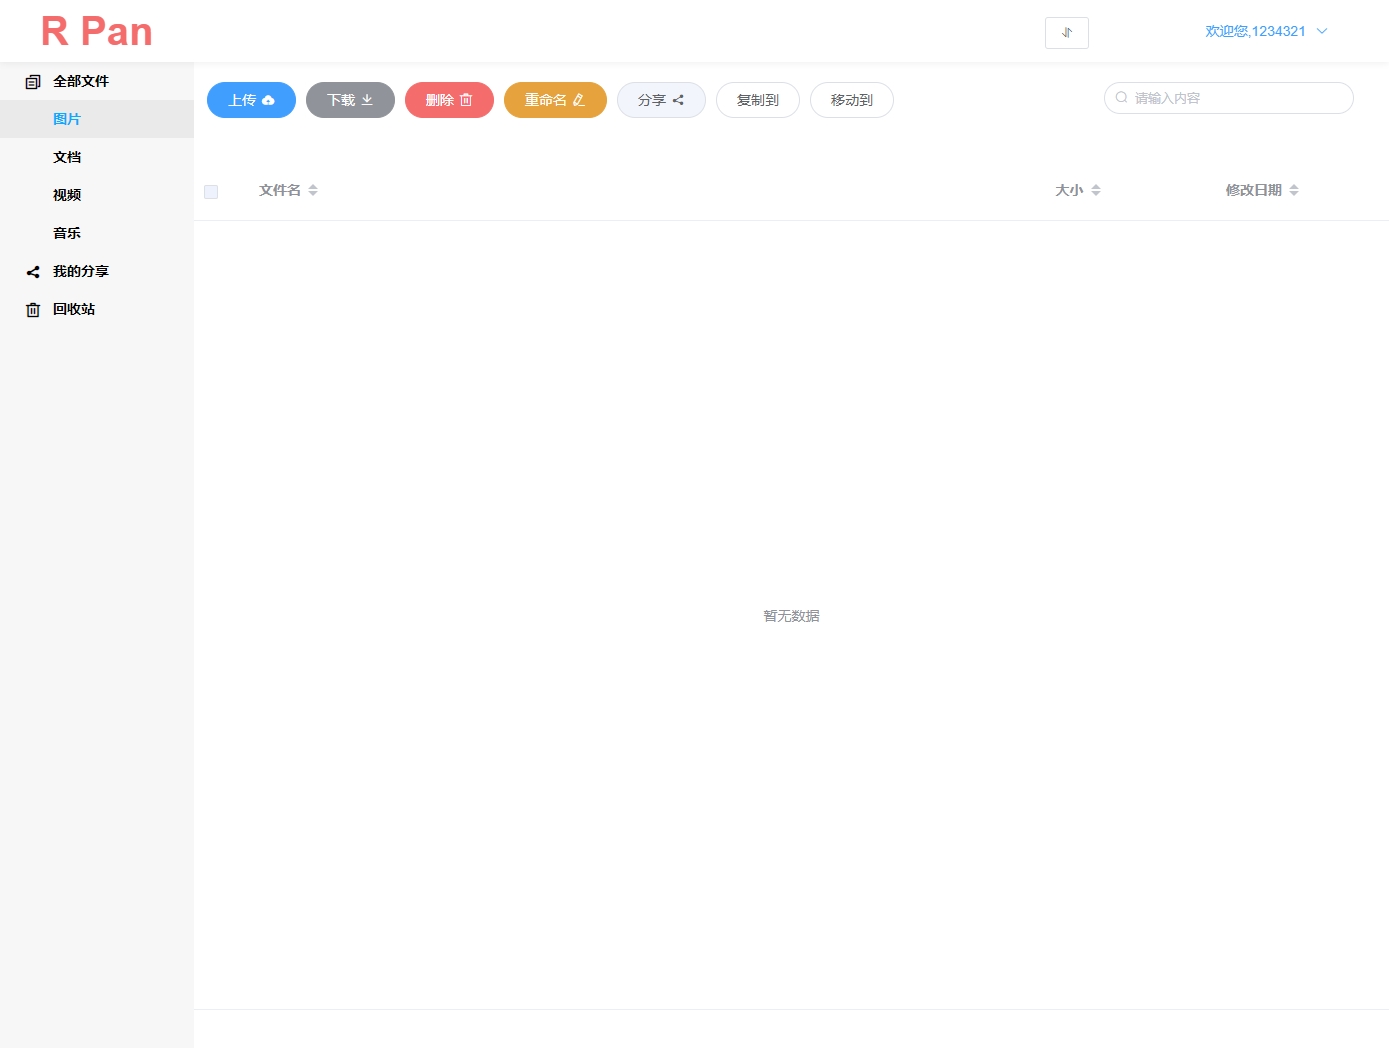 R Pan
欢迎您,1234321
全部文件
图片
文档
视频
音乐
我的分享
回收站
上传
下载
删除
重命名
分享
复制到
移动到
请输入内容
文件名
大小
修改日期
暂无数据